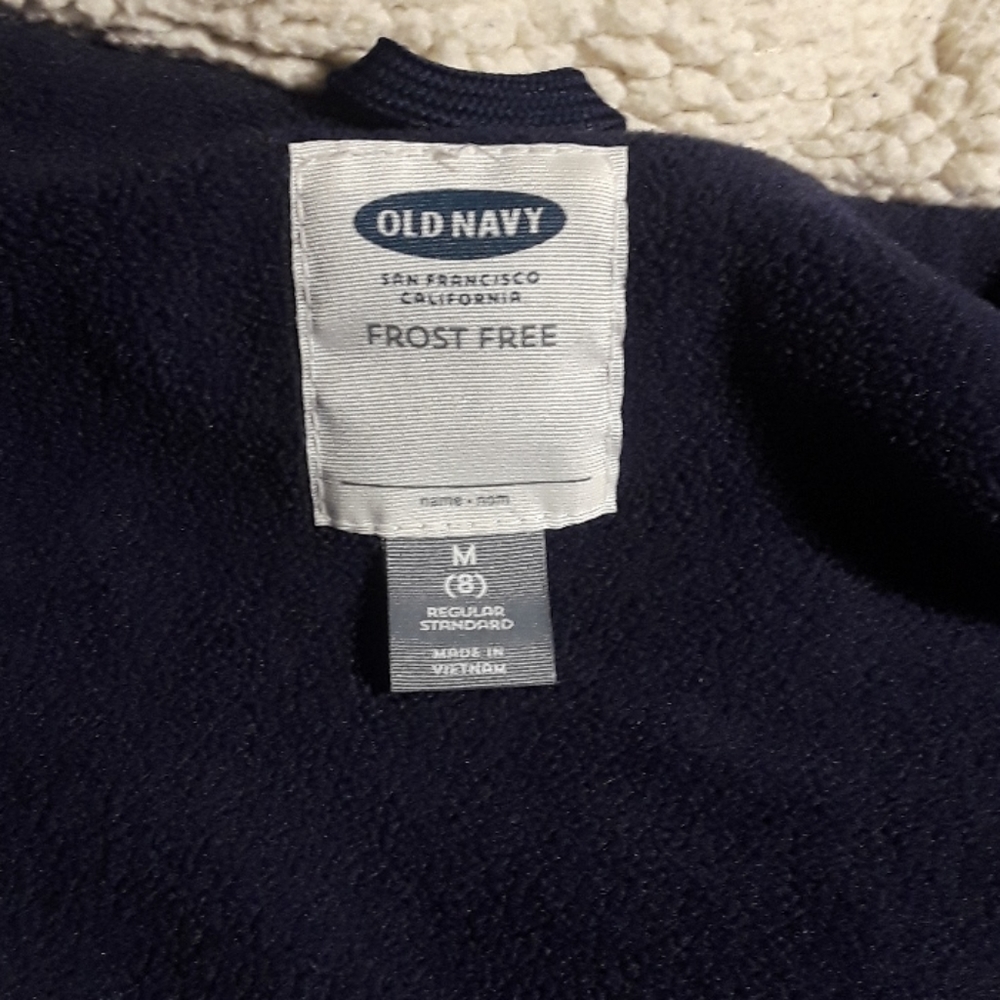 OLD NAVY
SAN FRANCISCO
CALIFORNIA
FROST FREE
name • nom
M
(8)
REGULAR
STANDARD
MADE IN
VIETNAM